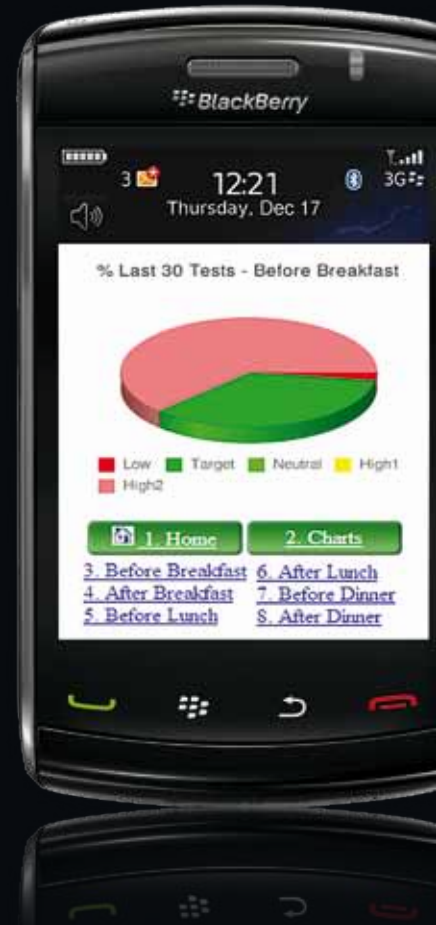 BlackBerry
3
12:21
3G
Thursday, Dec 17
% Last 30 Tests - Before Breakfast
Low Target Neutral High1
High2
1. Home 2. Charts
3. Before Breakfast 6. After Lunch
4. After Breakfast 7. Before Dinner
5. Before Lunch 8. After Dinner